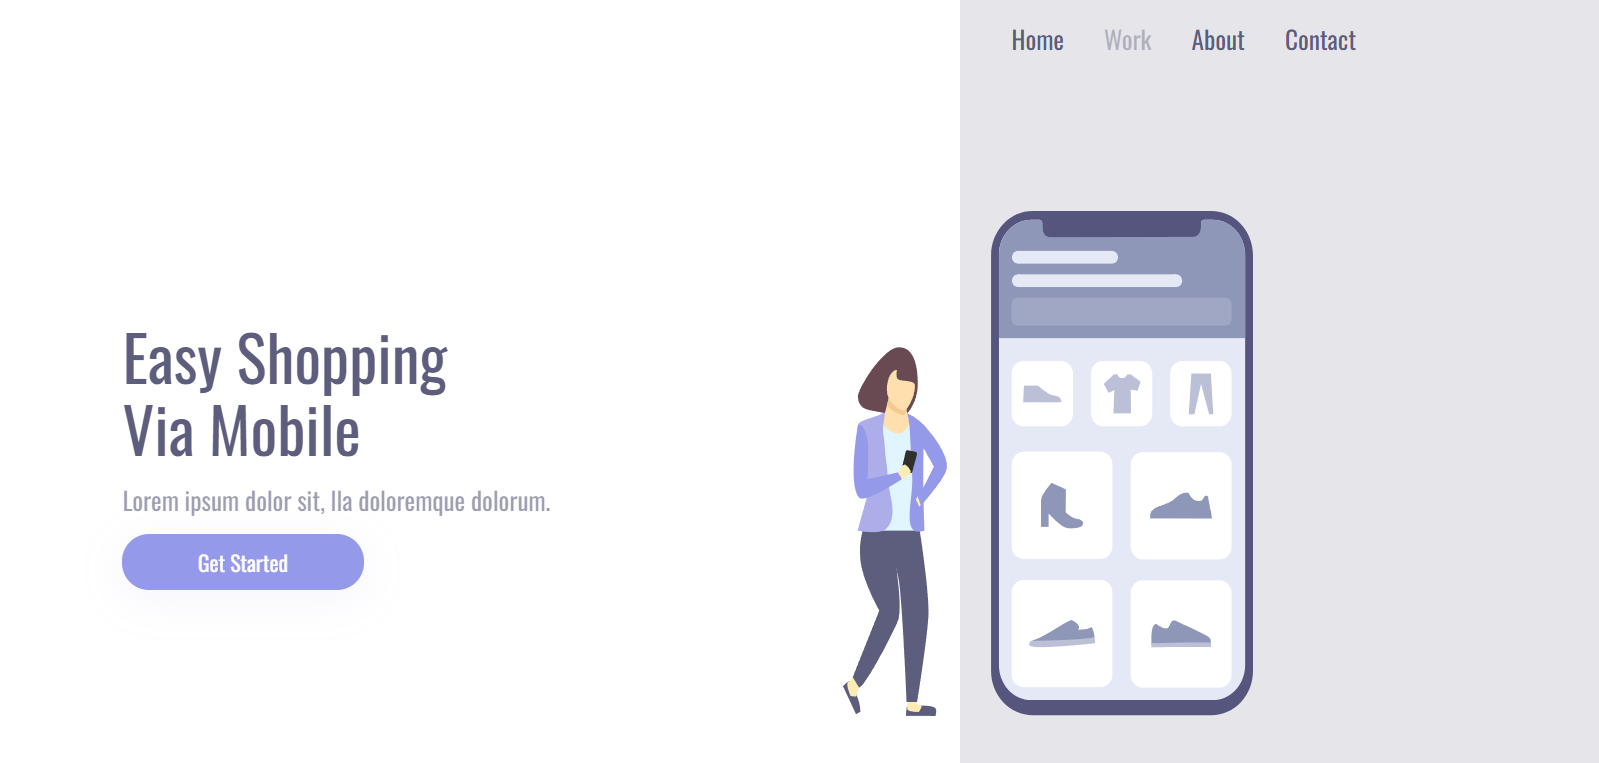 Home Work About Contact
Easy Shopping
Via Mobile
Lorem ipsum dolor sit, lla doloremque dolorum.
Get Started